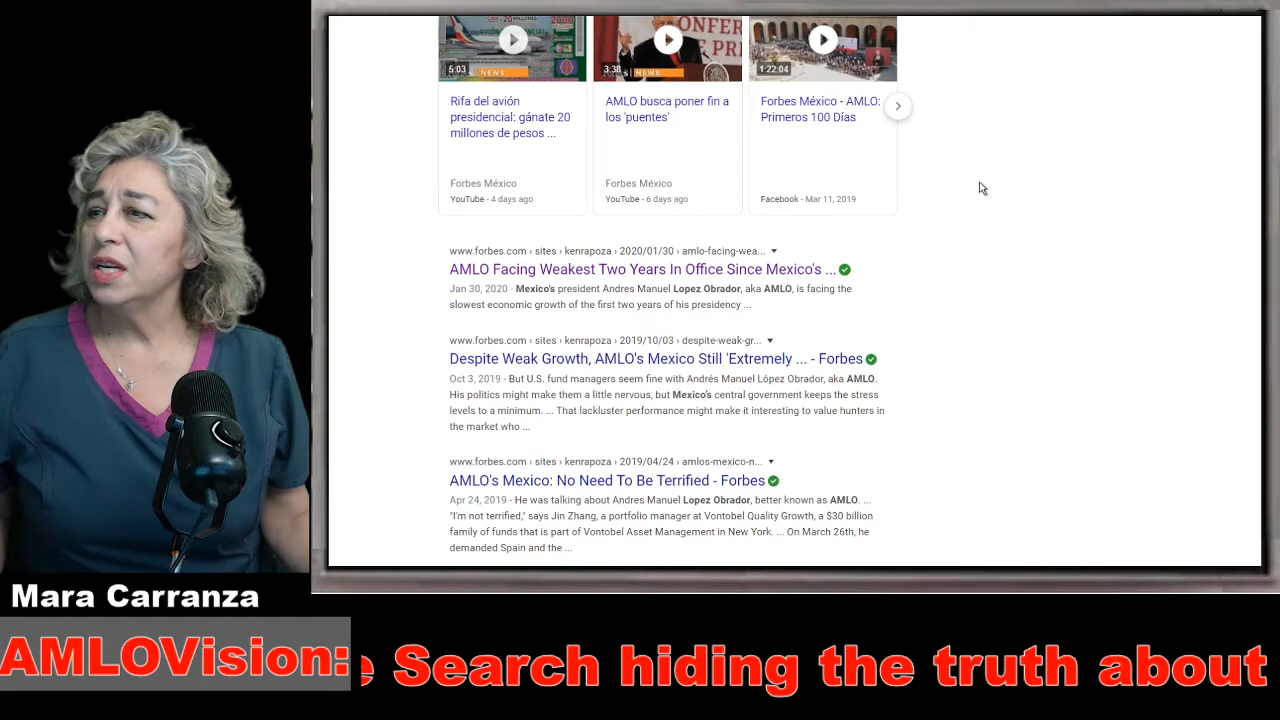 20 MILLONES
5:03
NEWS
3:38
NEWS
1:22:04
Rifa del avión
presidencial: gánate 20
millones de pesos ...
Forbes México
YouTube - 4 days ago
AMLO busca poner fin a
los 'puentes'
Forbes México
YouTube - 6 days ago
Forbes México - AMLO:
Primeros 100 Días
Facebook - Mar 11, 2019
www.forbes.com › sites › kenrapoza › 2020/01/30 › amlo-facing-wea...
AMLO Facing Weakest Two Years In Office Since Mexico's ...
Jan 30, 2020 - Mexico's president Andres Manuel Lopez Obrador, aka AMLO, is facing the
slowest economic growth of the first two years of his presidency ...
www.forbes.com › sites › kenrapoza › 2019/10/03 › despite-weak-gr...
Despite Weak Growth, AMLO's Mexico Still 'Extremely ... - Forbes
Oct 3, 2019 - But U.S. fund managers seem fine with Andrés Manuel López Obrador, aka AMLO.
His politics might make them a little nervous, but Mexico's central government keeps the stress
levels to a minimum. ... That lackluster performance might make it interesting to value hunters in
the market who ...
www.forbes.com › sites › kenrapoza › 2019/04/24 › amlos-mexico-n...
AMLO's Mexico: No Need To Be Terrified - Forbes
Apr 24, 2019 - He was talking about Andres Manuel Lopez Obrador, better known as AMLO. ...
"I'm not terrified," says Jin Zhang, a portfolio manager at Vontobel Quality Growth, a $30 billion
family of funds that is part of Vontobel Asset Management in New York. ... On March 26th, he
demanded Spain and the ...
Mara Carranza
AMLOVision: e Search hiding the truth about